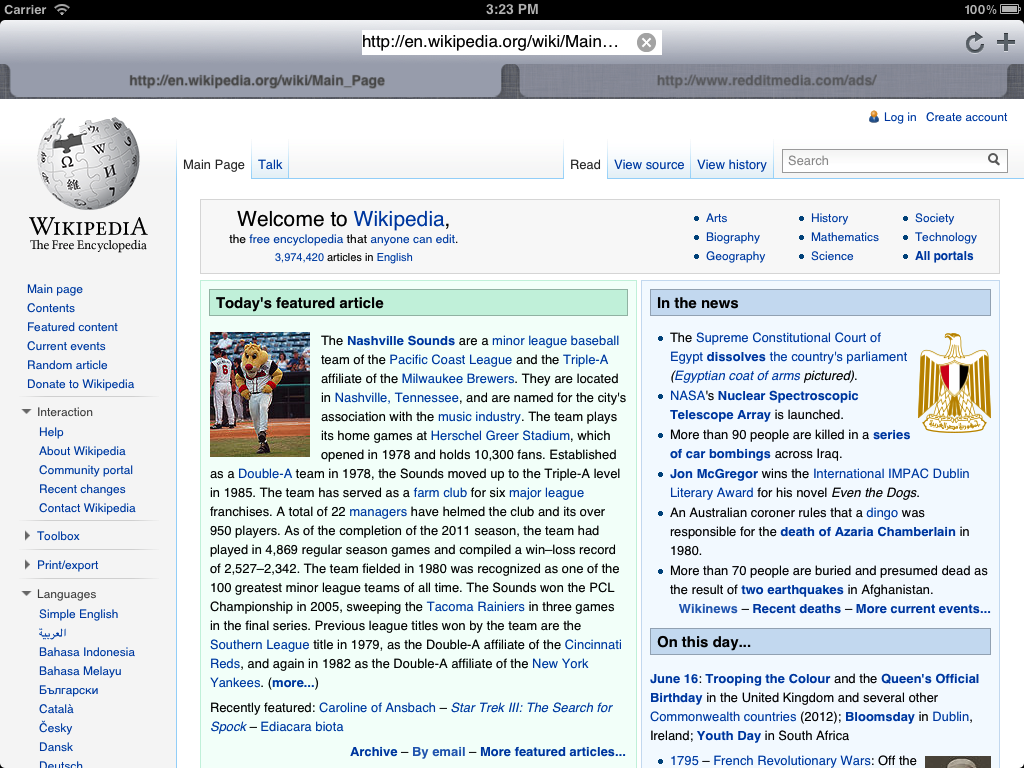 Carrier 3:23 PM 100%
http://en.wikipedia.org/wiki/Main…
http://en.wikipedia.org/wiki/Main_Page http://www.redditmedia.com/ads/
Log in Create account
Main Page Talk Read View source View history Search
WIKIPEDIA
The Free Encyclopedia
Main page
Contents
Featured content
Current events
Random article
Donate to Wikipedia
Interaction
Help
About Wikipedia
Community portal
Recent changes
Contact Wikipedia
Toolbox
Print/export
Languages
Simple English
العربية
Bahasa Indonesia
Bahasa Melayu
Български
Català
Česky
Dansk
Deutsch
Welcome to Wikipedia,
the free encyclopedia that anyone can edit.
3,974,420 articles in English
• Arts • History • Society
• Biography • Mathematics • Technology
• Geography • Science • All portals
Today's featured article
The Nashville Sounds are a minor league baseball
team of the Pacific Coast League and the Triple-A
affiliate of the Milwaukee Brewers. They are located
in Nashville, Tennessee, and are named for the city's
association with the music industry. The team plays
its home games at Herschel Greer Stadium, which
opened in 1978 and holds 10,300 fans. Established
as a Double-A team in 1978, the Sounds moved up to the Triple-A level
in 1985. The team has served as a farm club for six major league
franchises. A total of 22 managers have helmed the club and its over
950 players. As of the completion of the 2011 season, the team had
played in 4,869 regular season games and compiled a win–loss record
of 2,527–2,342. The team fielded in 1980 was recognized as one of the
100 greatest minor league teams of all time. The Sounds won the PCL
Championship in 2005, sweeping the Tacoma Rainiers in three games
in the final series. Previous league titles won by the team are the
Southern League title in 1979, as the Double-A affiliate of the Cincinnati
Reds, and again in 1982 as the Double-A affiliate of the New York
Yankees. (more...)
Recently featured: Caroline of Ansbach – Star Trek III: The Search for
Spock – Ediacara biota
Archive – By email – More featured articles...
In the news
• The Supreme Constitutional Court of
Egypt dissolves the country's parliament
(Egyptian coat of arms pictured).
• NASA's Nuclear Spectroscopic
Telescope Array is launched.
• More than 90 people are killed in a series
of car bombings across Iraq.
• Jon McGregor wins the International IMPAC Dublin
Literary Award for his novel Even the Dogs.
• An Australian coroner rules that a dingo was
responsible for the death of Azaria Chamberlain in
1980.
• More than 70 people are buried and presumed dead as
the result of two earthquakes in Afghanistan.
Wikinews – Recent deaths – More current events...
On this day...
June 16: Trooping the Colour and the Queen's Official
Birthday in the United Kingdom and several other
Commonwealth countries (2012); Bloomsday in Dublin,
Ireland; Youth Day in South Africa
• 1795 – French Revolutionary Wars: Off the